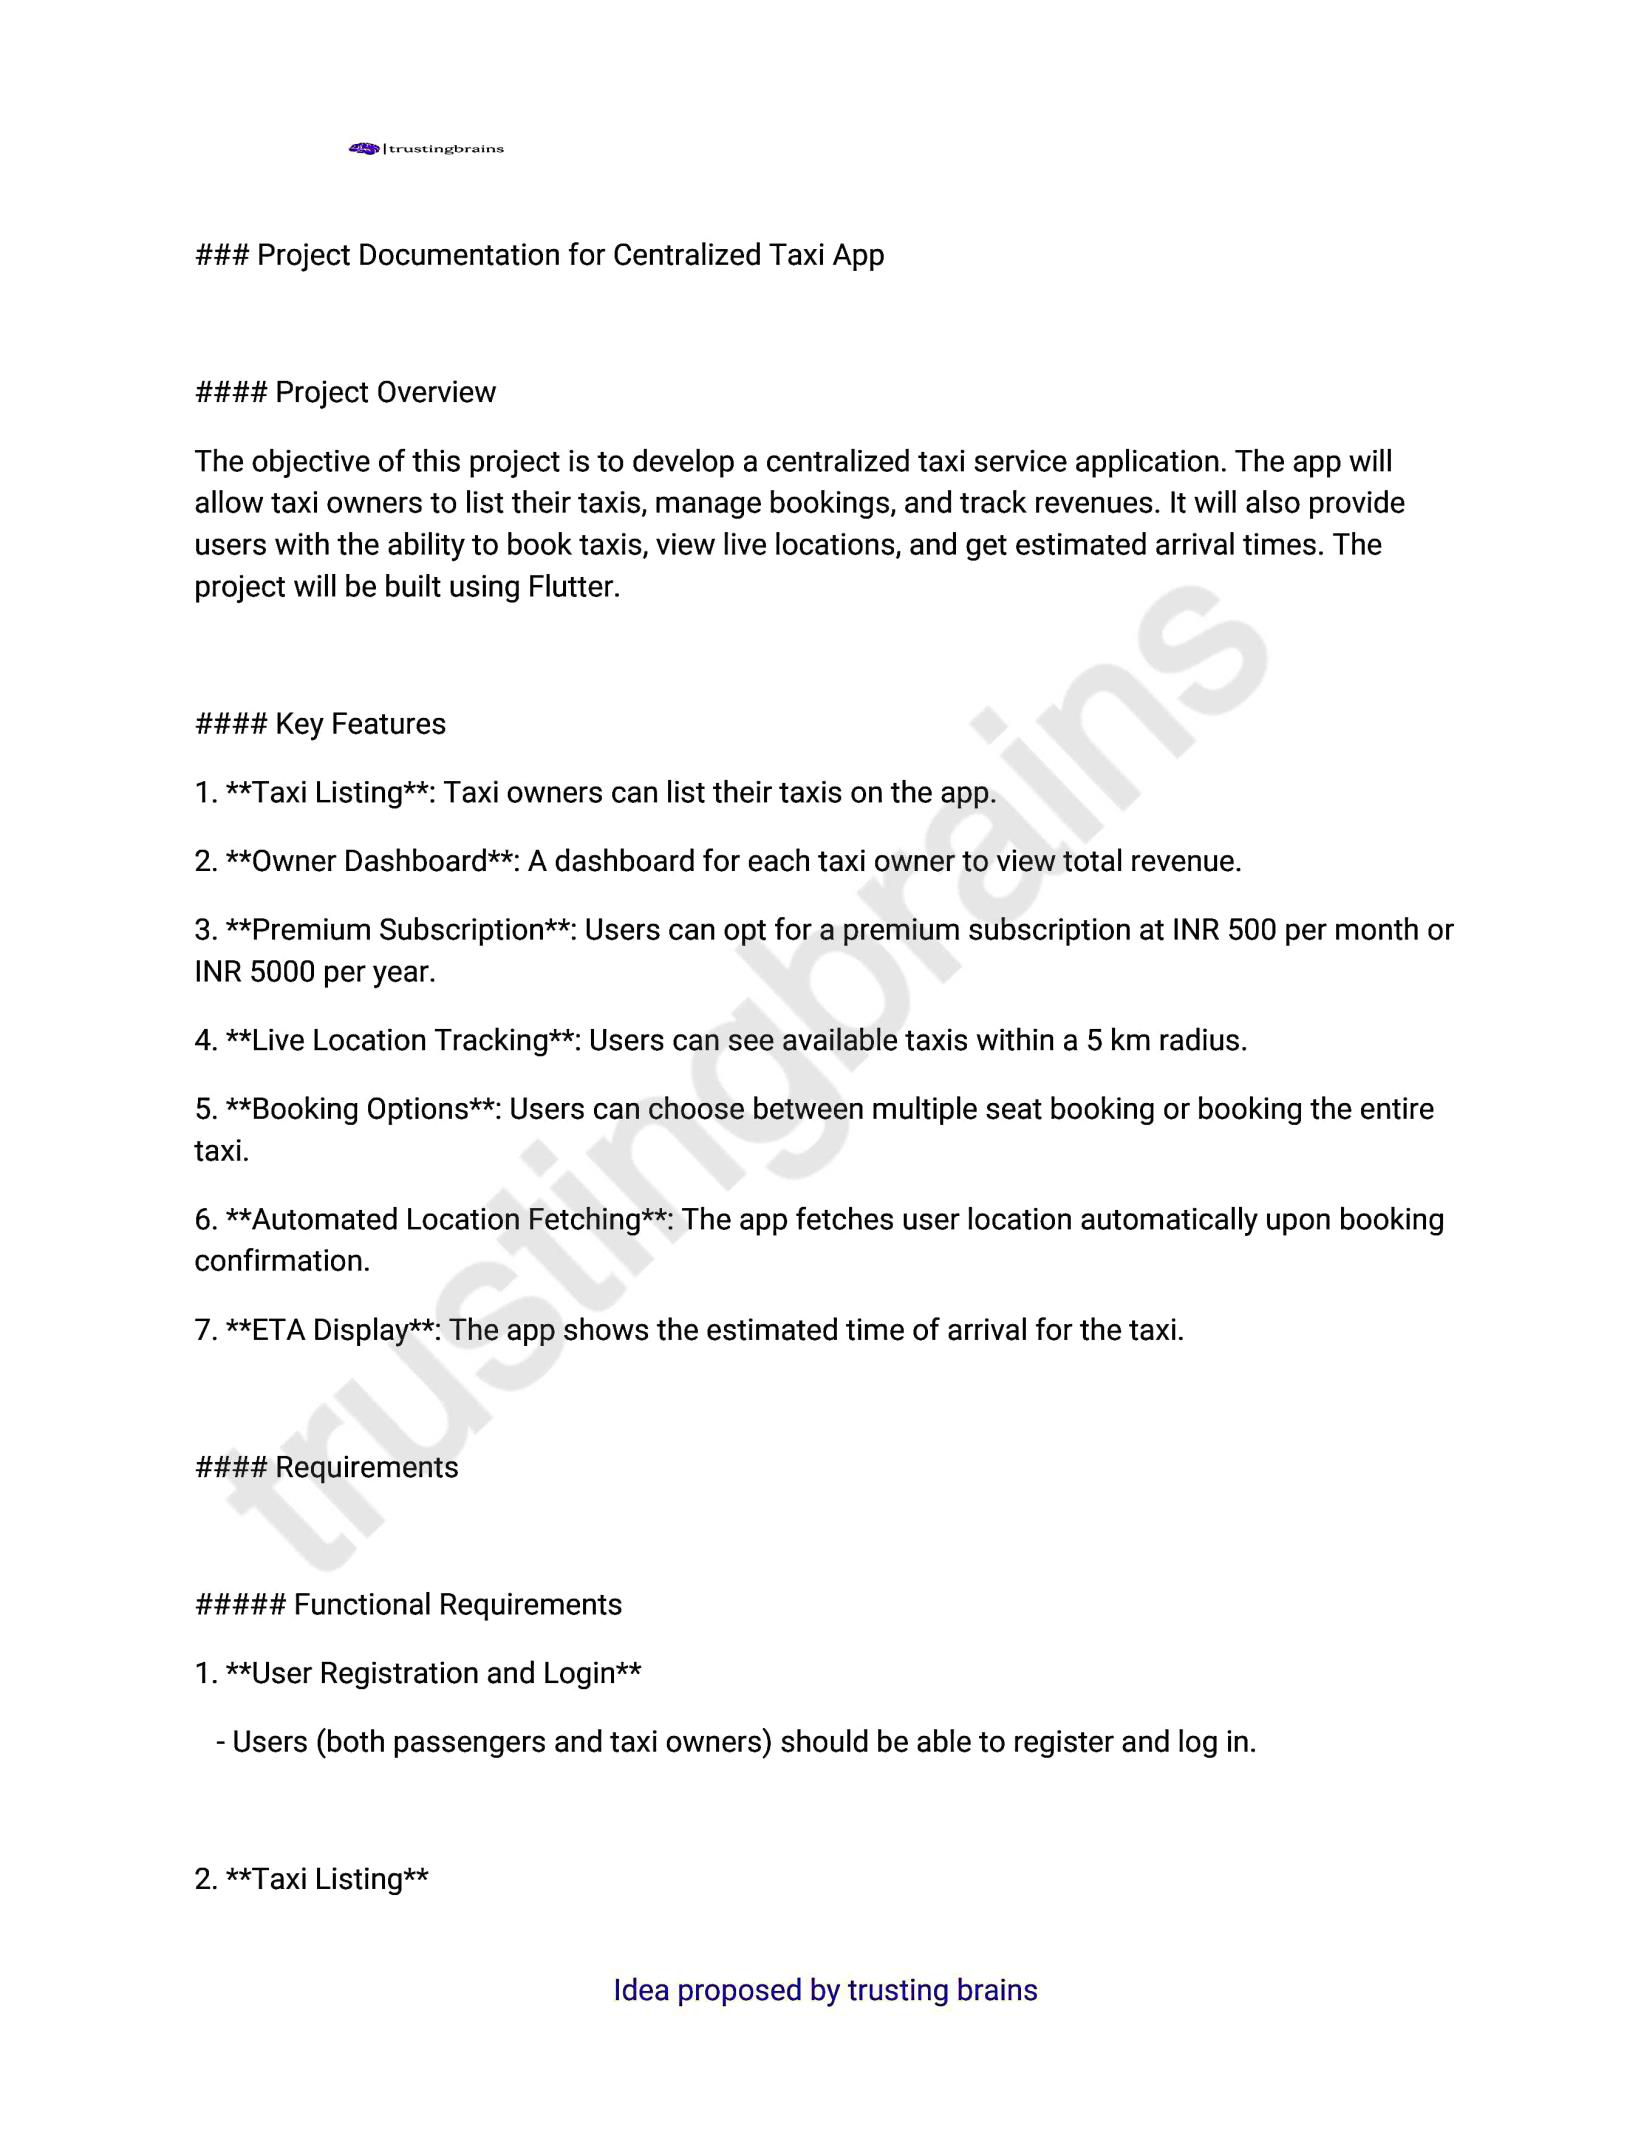 |trustingbrains
### Project Documentation for Centralized Taxi App
#### Project Overview
The objective of this project is to develop a centralized taxi service application. The app will
allow taxi owners to list their taxis, manage bookings, and track revenues. It will also provide
users with the ability to book taxis, view live locations, and get estimated arrival times. The
project will be built using Flutter.
#### Key Features
1. **Taxi Listing**: Taxi owners can list their taxis on the app.
2. **Owner Dashboard**: A dashboard for each taxi owner to view total revenue.
3. **Premium Subscription**: Users can opt for a premium subscription at INR 500 per month or
INR 5000 per year.
4. **Live Location Tracking**: Users can see available taxis within a 5 km radius.
5. **Booking Options**: Users can choose between multiple seat booking or booking the entire
taxi.
6. **Automated Location Fetching**: The app fetches user location automatically upon booking
confirmation.
7. **ETA Display**: The app shows the estimated time of arrival for the taxi.
#### Requirements
##### Functional Requirements
1. **User Registration and Login**
- Users (both passengers and taxi owners) should be able to register and log in.
2. **Taxi Listing**
Idea proposed by trusting brains
trustingbrains